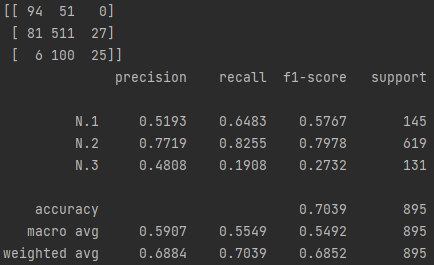 [[ 94  51   0]
 [ 81 511  27]
 [  6 100  25]]
              precision    recall  f1-score   support

         N.1     0.5193    0.6483    0.5767       145
         N.2     0.7719    0.8255    0.7978       619
         N.3     0.4808    0.1908    0.2732       131

    accuracy                         0.7039       895
   macro avg     0.5907    0.5549    0.5492       895
weighted avg     0.6884    0.7039    0.6852       895